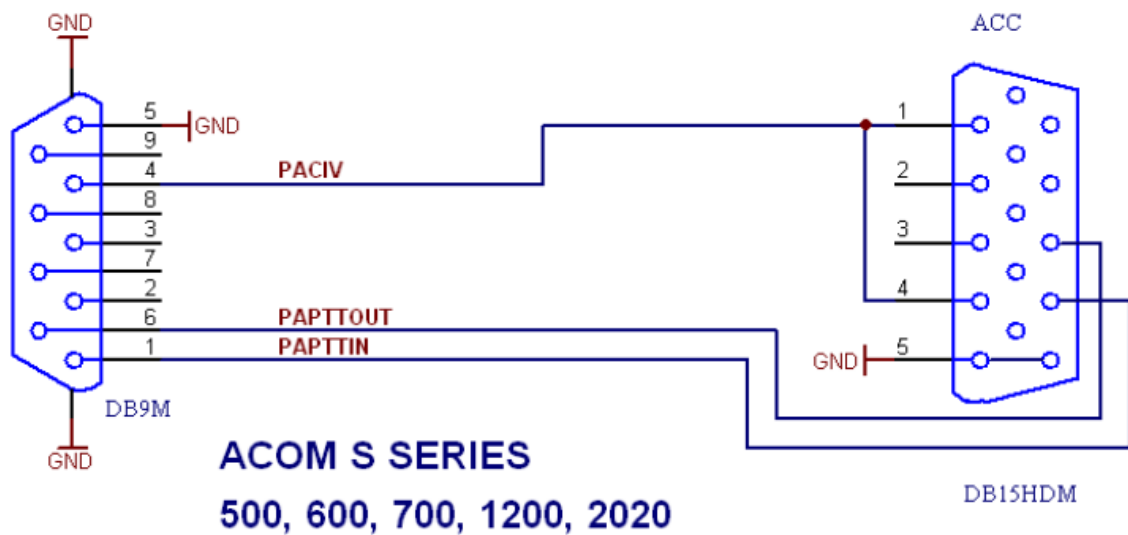 GND
ACC
5
GND
9
4
PACIV
8
3
7
2
6
PAPTTOUT
1
PAPTTIN
1
2
3
4
GND
5
DB9M
GND
ACOM S SERIES
500, 600, 700, 1200, 2020
DB15HDM